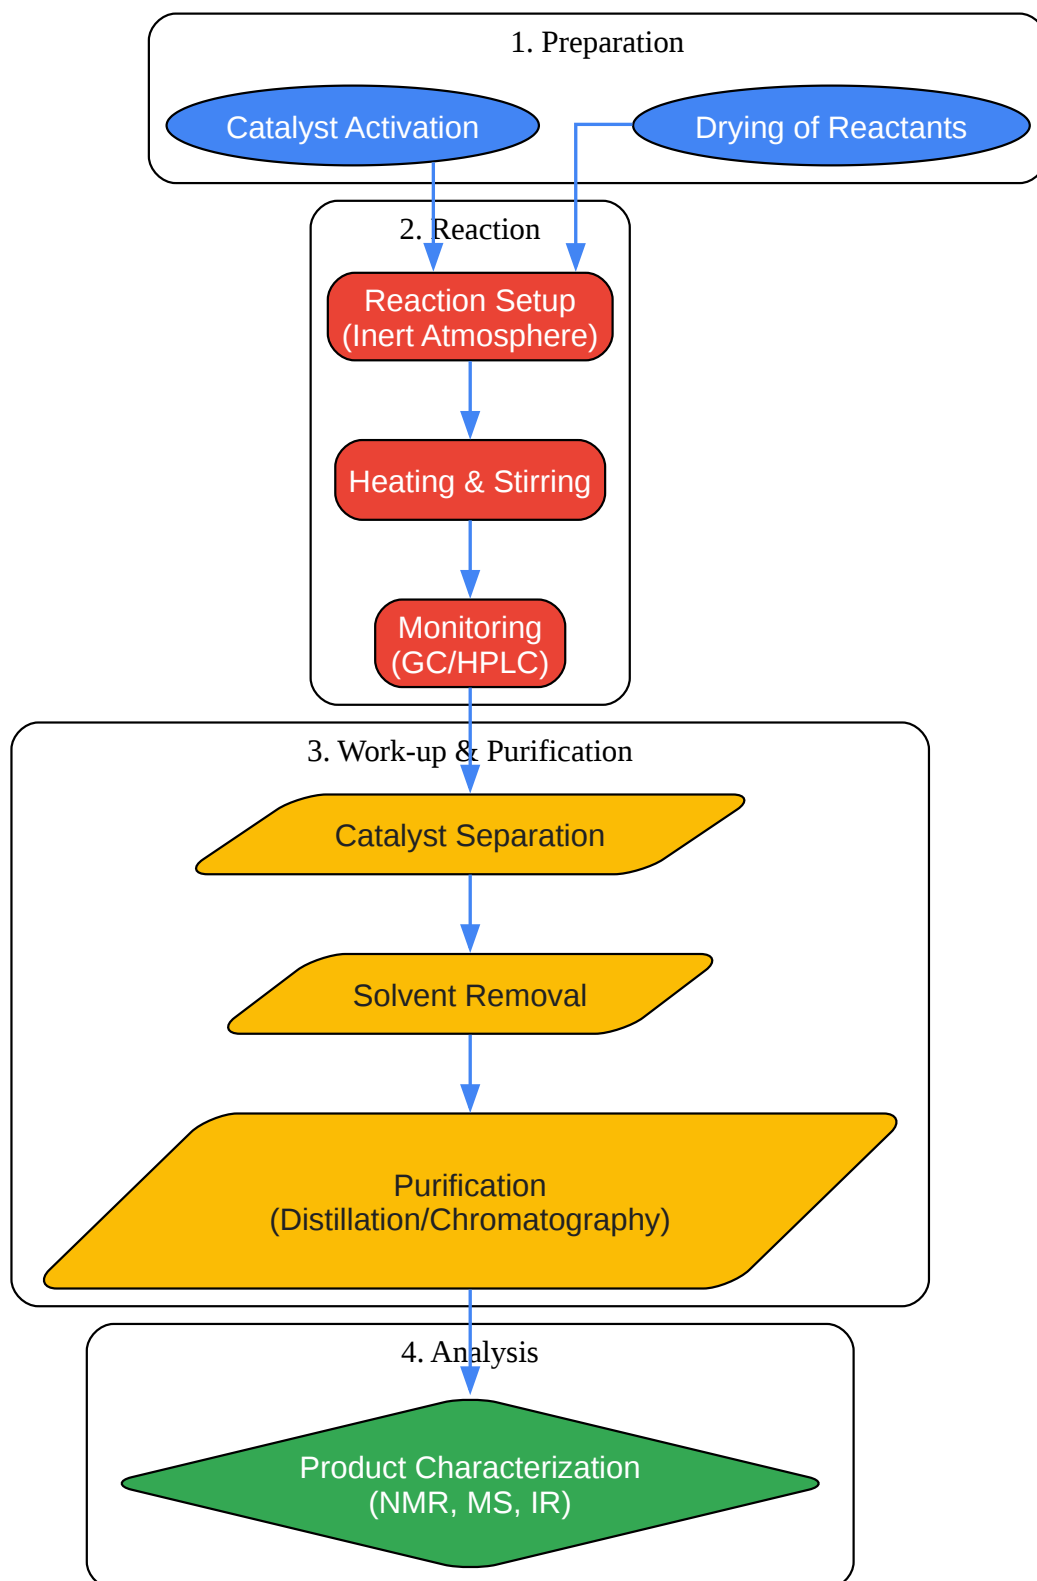 1. Preparation
Catalyst Activation
Drying of Reactants
2. Reaction
Reaction Setup
(Inert Atmosphere)
Heating & Stirring
Monitoring
(GC/HPLC)
3. Work-up & Purification
Catalyst Separation
Solvent Removal
Purification
(Distillation/Chromatography)
4. Analysis
Product Characterization
(NMR, MS, IR)